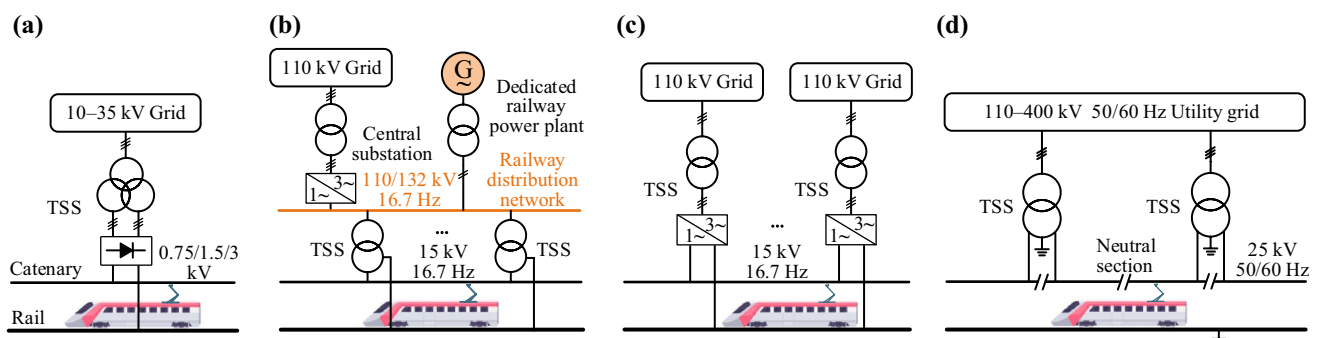 (a)
10–35 kV Grid
TSS
0.75/1.5/3
kV
Catenary
Rail
(b)
110 kV Grid
G
~
Dedicated
railway
power plant
Central
substation
3~
1~
110/132 kV
16.7 Hz
Railway
distribution
network
TSS
...
TSS
15 kV
16.7 Hz
(c)
110 kV Grid
110 kV Grid
TSS
TSS
3~
1~
...
3~
1~
15 kV
16.7 Hz
(d)
110–400 kV 50/60 Hz Utility grid
TSS
TSS
Neutral
section
25 kV
50/60 Hz